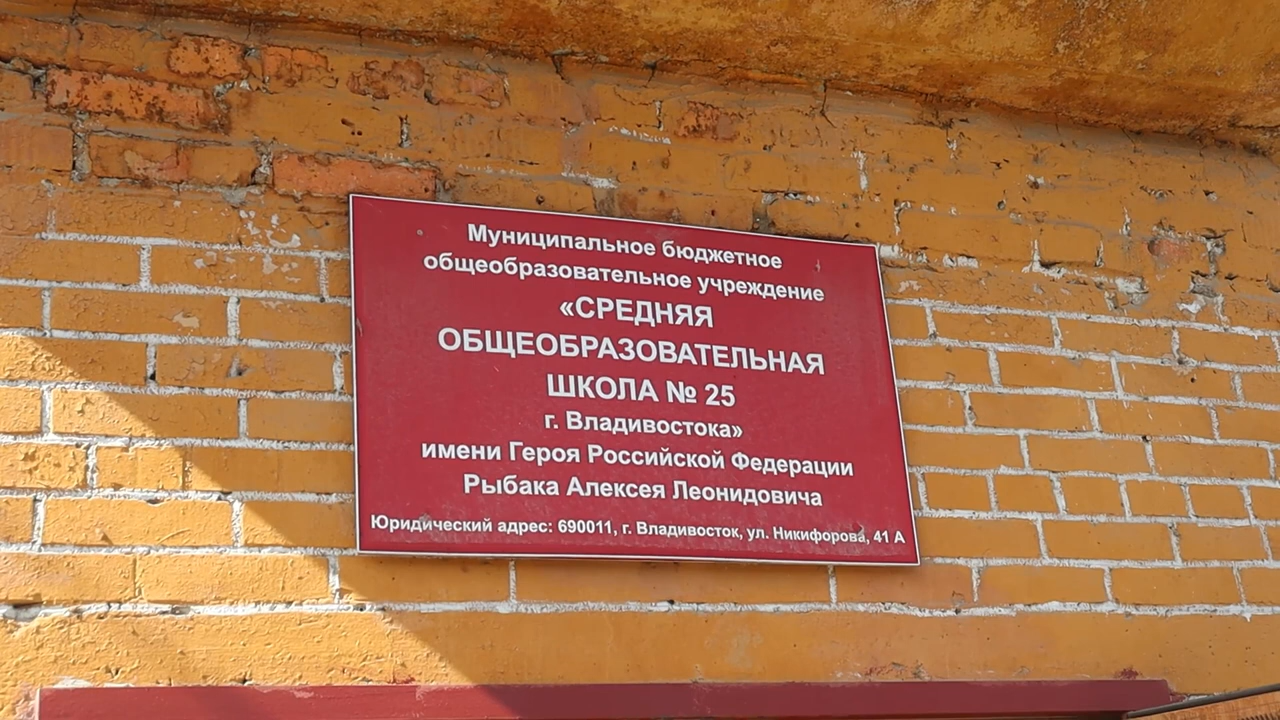 Муниципальное бюджетное
общеобразовательное учреждение
«СРЕДНЯЯ
ОБЩЕОБРАЗОВАТЕЛЬНАЯ
ШКОЛА № 25
г. Владивостока»
имени Героя Российской Федерации
Рыбака Алексея Леонидовича
Юридический адрес: 690011, г. Владивосток, ул. Никифорова, 41 А